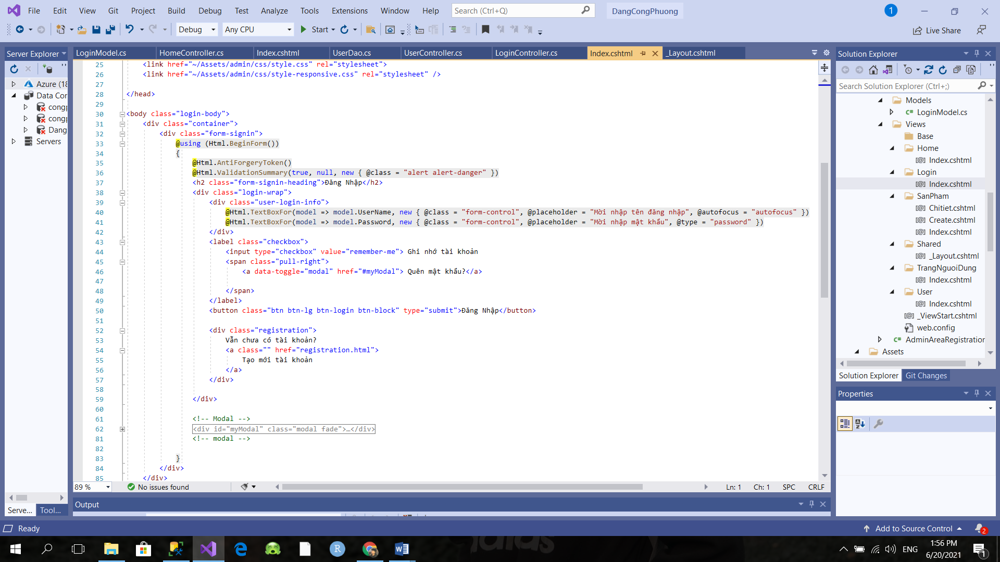 File Edit View Git Project Build Debug Test Analyze Tools Extensions Window Help Search (Ctrl+Q) DangCongPhuong 1
Debug Any CPU Start Live Share
Server Explorer
Azure (18
Data Cor
cong
cong
Dang
Servers
Serve... Tool...
LoginModel.cs HomeController.cs Index.cshtml UserDao.cs UserController.cs LoginController.cs Index.cshtml _Layout.cshtml
25 <link href="~/Assets/admin/css/style.css" rel="stylesheet">
26 <link href="~/Assets/admin/css/style-responsive.css" rel="stylesheet" />
27
28 </head>
29
30 <body class="login-body">
31 <div class="container">
32 <div class="form-signin">
33 @using (Html.BeginForm())
34 {
35 @Html.AntiForgeryToken()
36 @Html.ValidationSummary(true, null, new { @class = "alert alert-danger" })
37 <h2 class="form-signin-heading">Đăng Nhập</h2>
38 <div class="login-wrap">
39 <div class="user-login-info">
40 @Html.TextBoxFor(model => model.UserName, new { @class = "form-control", @placeholder = "Mời nhập tên đăng nhập", @autofocus = "autofocus" })
41 @Html.TextBoxFor(model => model.Password, new { @class = "form-control", @placeholder = "Mời nhập mật khẩu", @type = "password" })
42 </div>
43 <label class="checkbox">
44 <input type="checkbox" value="remember-me"> Ghi nhớ tài khoản
45 <span class="pull-right">
46 <a data-toggle="modal" href="#myModal"> Quên mật khẩu?</a>
47
48 </span>
49 </label>
50 <button class="btn btn-lg btn-login btn-block" type="submit">Đăng Nhập</button>
51
52 <div class="registration">
53 Vẫn chưa có tài khoản?
54 <a class="" href="registration.html">
55 Tạo mới tài khoản
56 </a>
57 </div>
58
59 </div>
60
61 <!-- Modal -->
62 <div id="myModal" class="modal fade">…</div>
81 <!-- modal -->
82
83 }
84 </div>
85 </div>
89 % No issues found Ln: 1 Ch: 1 SPC CRLF
Output
Solution Explorer
Search Solution Explorer (Ctrl+;)
Models
C# LoginModel.cs
Views
Base
Home
[@] Index.cshtml
Login
[@] Index.cshtml
SanPham
[@] Chitiet.cshtml
[@] Create.cshtml
[@] Index.cshtml
Shared
[@] _Layout.cshtml
TrangNguoiDung
[@] Index.cshtml
User
[@] Index.cshtml
[@] _ViewStart.cshtml
web.config
C# AdminAreaRegistration
Assets
Solution Explorer Git Changes
Properties
Ready Add to Source Control 2
ENG 1:56 PM 1
6/20/2021